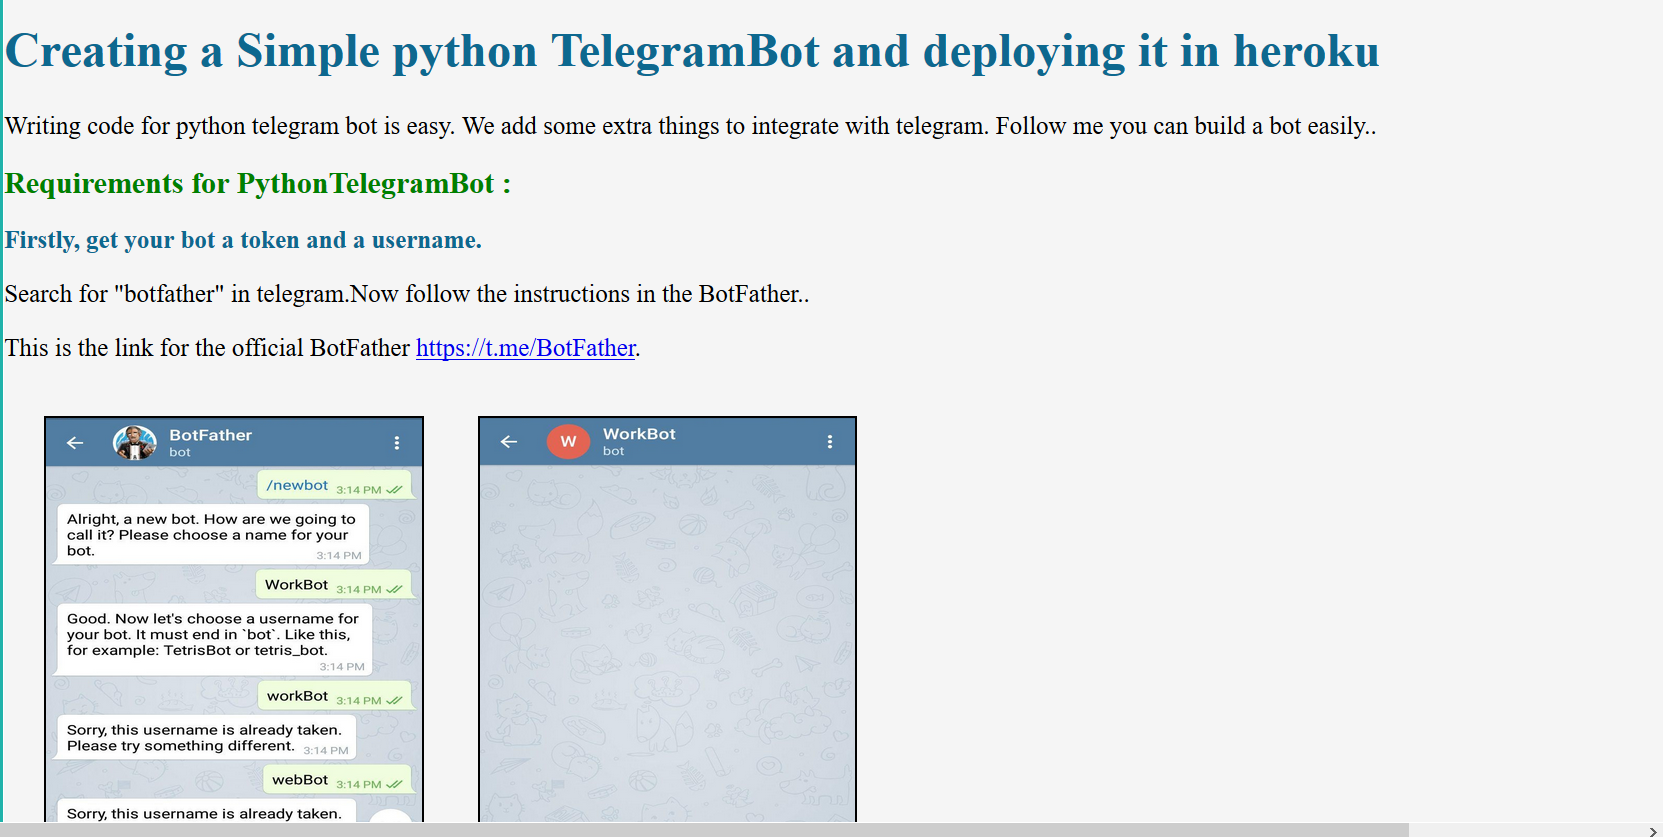 Creating a Simple python TelegramBot and deploying it in heroku
Writing code for python telegram bot is easy. We add some extra things to integrate with telegram. Follow me you can build a bot easily..
Requirements for PythonTelegramBot :
Firstly, get your bot a token and a username.
Search for "botfather" in telegram.Now follow the instructions in the BotFather..
This is the link for the official BotFather https://t.me/BotFather.
BotFather
bot
/newbot 3:14 PM
Alright, a new bot. How are we going to
call it? Please choose a name for your
bot.
3:14 PM
WorkBot 3:14 PM
Good. Now let's choose a username for
your bot. It must end in `bot`. Like this,
for example: TetrisBot or tetris_bot.
3:14 PM
workBot 3:14 PM
Sorry, this username is already taken.
Please try something different. 3:14 PM
webBot 3:14 PM
Sorry, this username is already taken.
W
WorkBot
bot